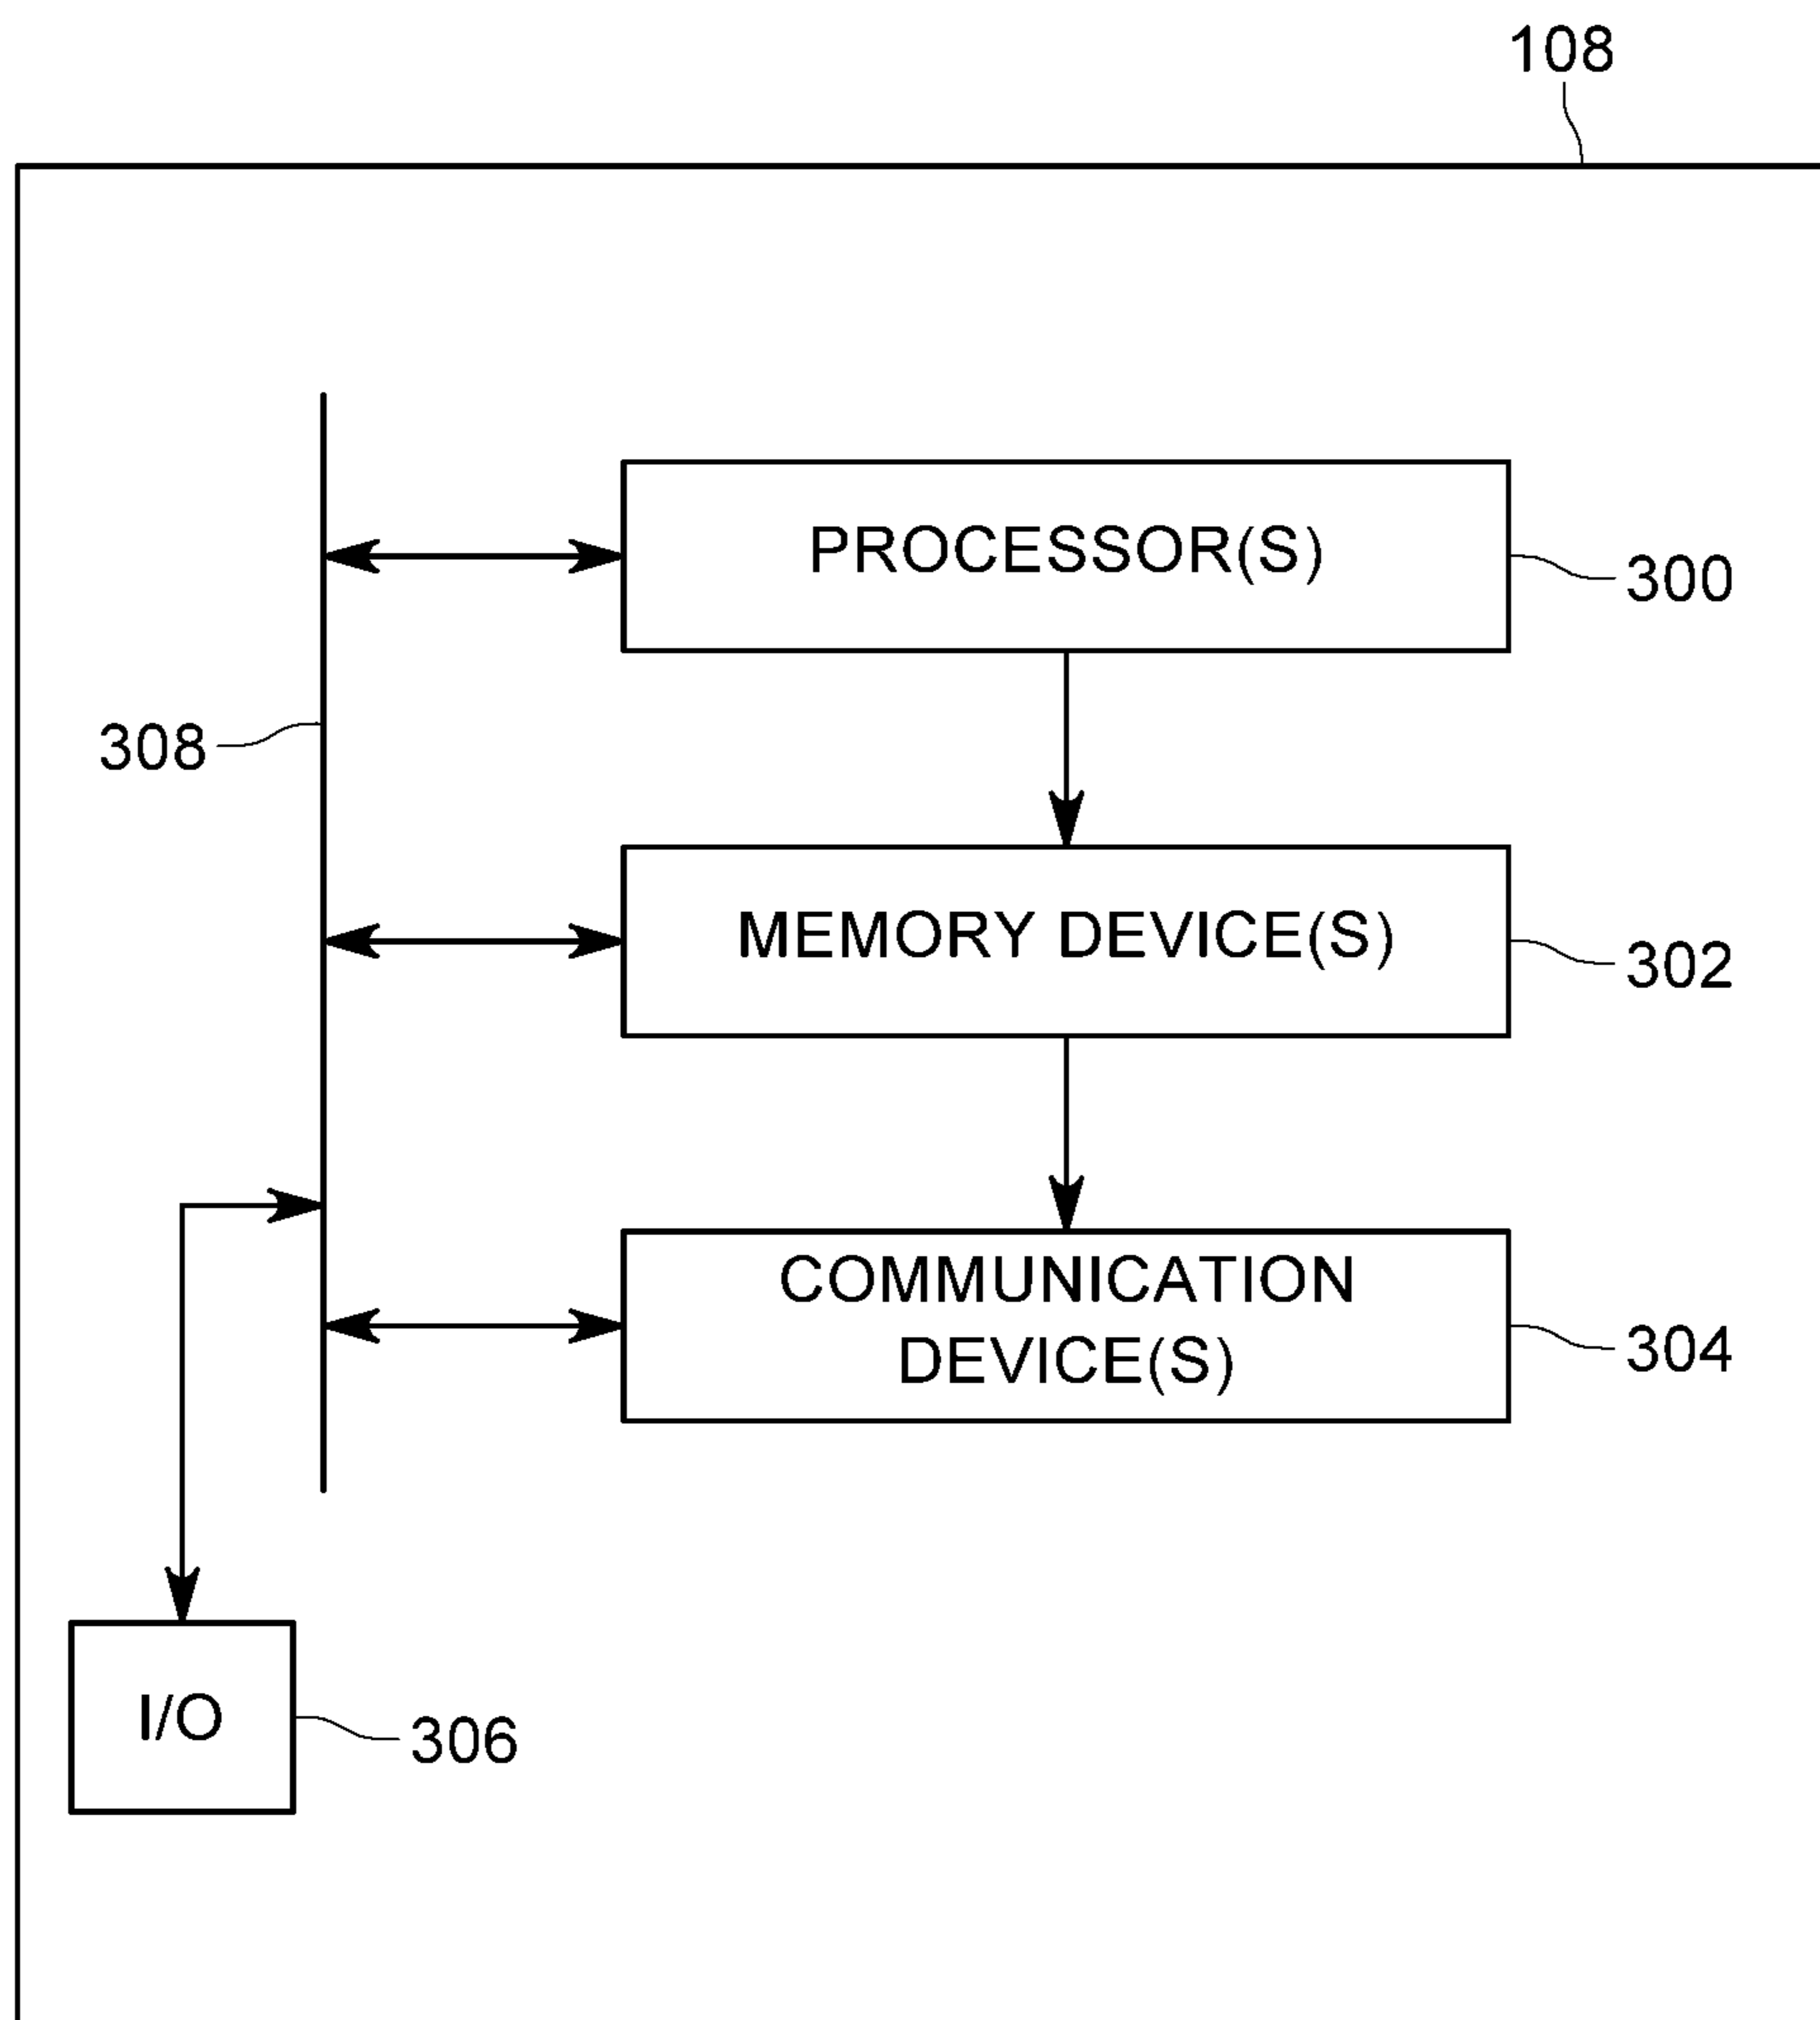 108
PROCESSOR(S)
300
308
MEMORY DEVICE(S)
302
COMMUNICATION
DEVICE(S)
304
I/O
306